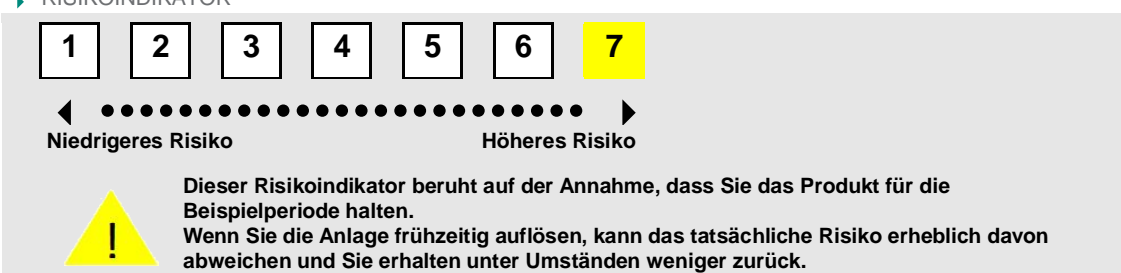 RISIKOINDIKATOR
1 2 3 4 5 6 7
Niedrigeres Risiko Höheres Risiko
Dieser Risikoindikator beruht auf der Annahme, dass Sie das Produkt für die
Beispielperiode halten.
Wenn Sie die Anlage frühzeitig auflösen, kann das tatsächliche Risiko erheblich davon
abweichen und Sie erhalten unter Umständen weniger zurück.
!